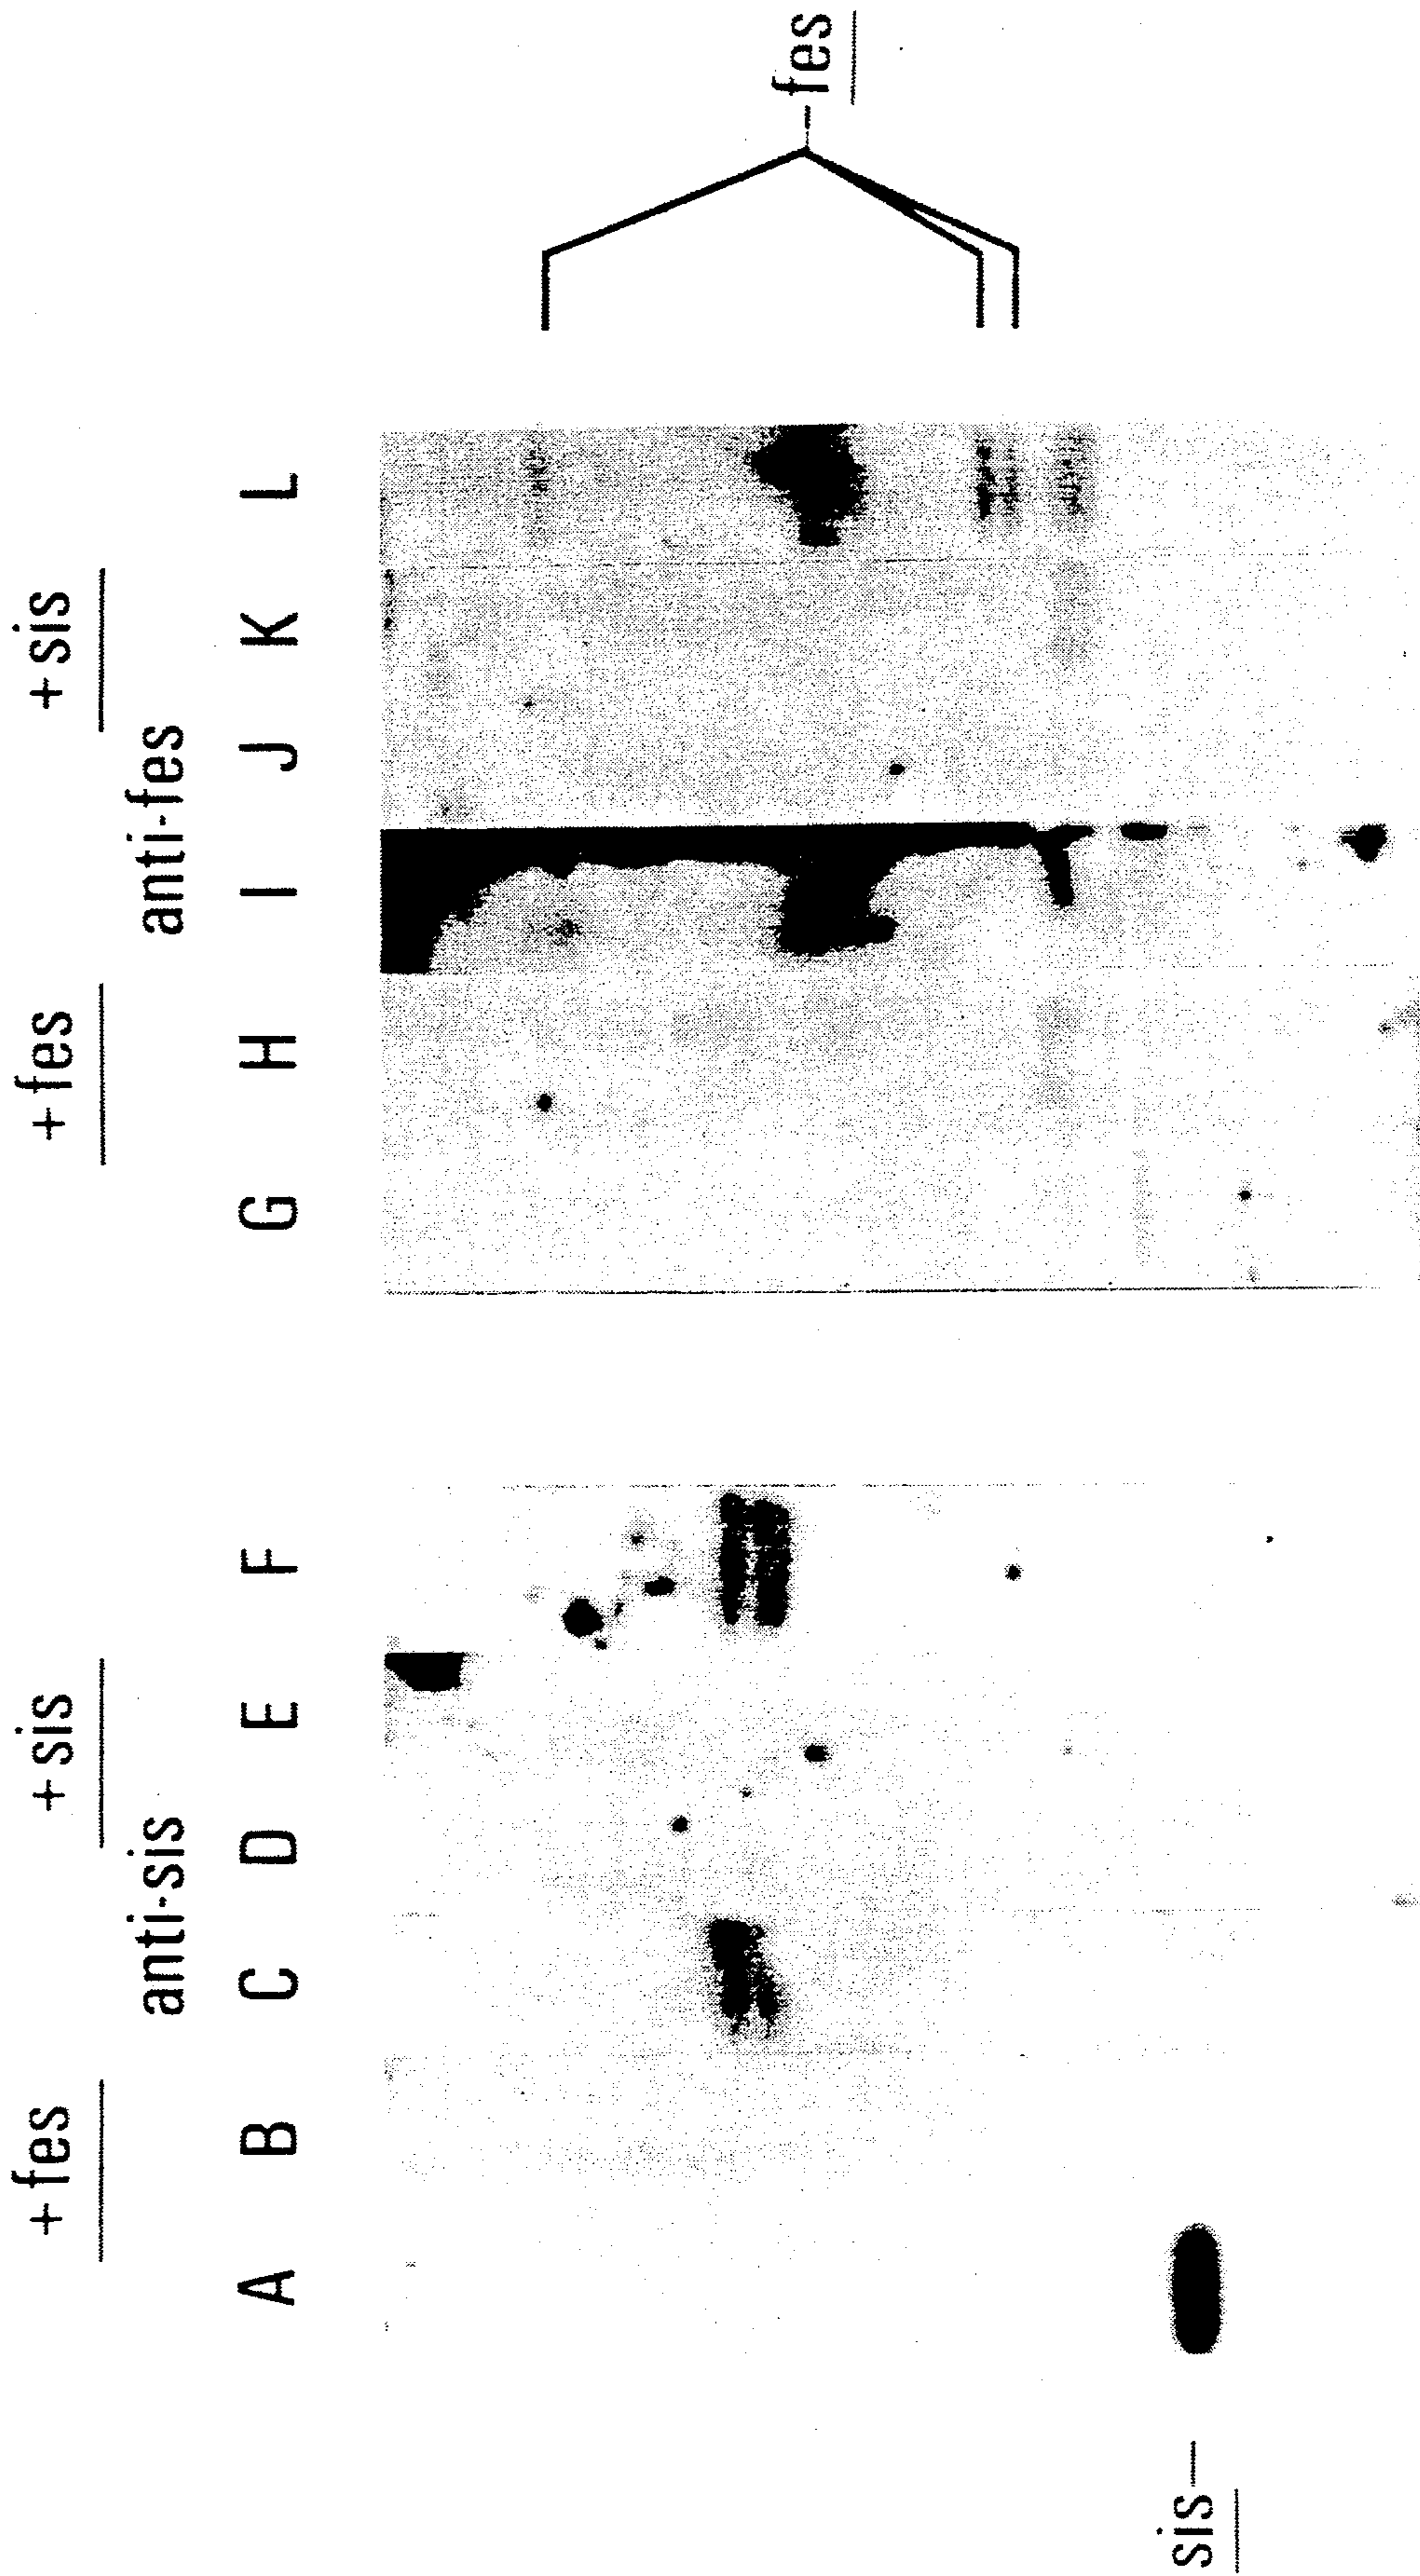 + fes + sis + fes + sis
anti-sis anti-fes
A B C D E F G H I J K L
fes
sis